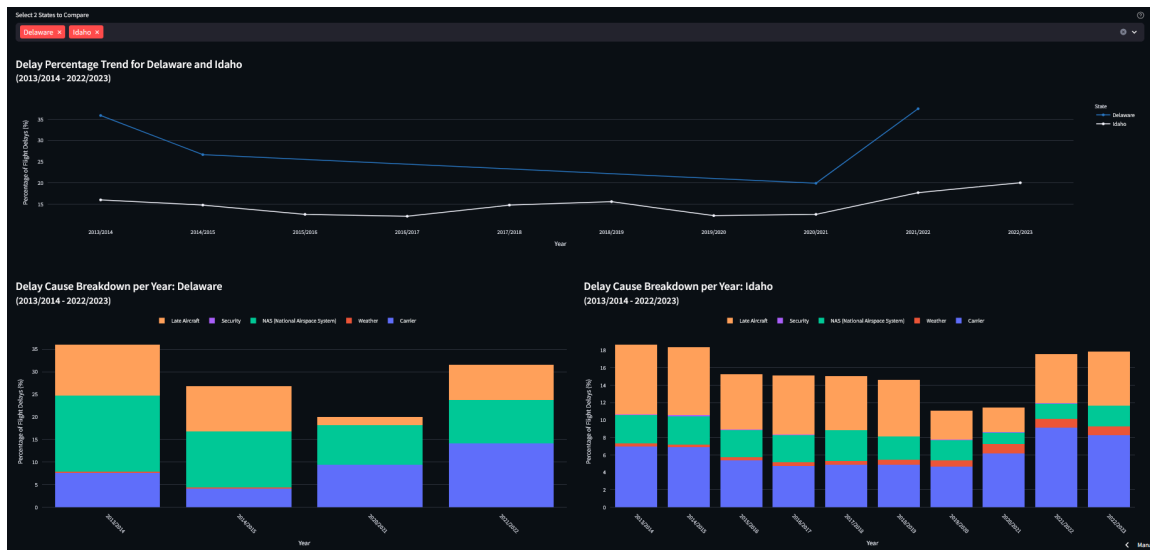 Select 2 States to Compare
Delaware × Idaho ×
Delay Percentage Trend for Delaware and Idaho
(2013/2014 - 2022/2023)
State
Delaware
Idaho
Percentage of Flight Delays (%)
35
30
25
20
15
2013/2014 2014/2015 2015/2016 2016/2017 2017/2018 2018/2019 2019/2020 2020/2021 2021/2022 2022/2023
Year
Delay Cause Breakdown per Year: Delaware
(2013/2014 - 2022/2023)
Late Aircraft Security NAS (National Airspace System) Weather Carrier
Percentage of Flight Delays (%)
35
30
25
20
15
10
5
0
2013/2014 2014/2015 2020/2021 2021/2022
Year
Delay Cause Breakdown per Year: Idaho
(2013/2014 - 2022/2023)
Late Aircraft Security NAS (National Airspace System) Weather Carrier
Percentage of Flight Delays (%)
18
16
14
12
10
8
6
4
2
0
2013/2014 2014/2015 2015/2016 2016/2017 2017/2018 2018/2019 2019/2020 2020/2021 2021/2022 2022/2023
Year